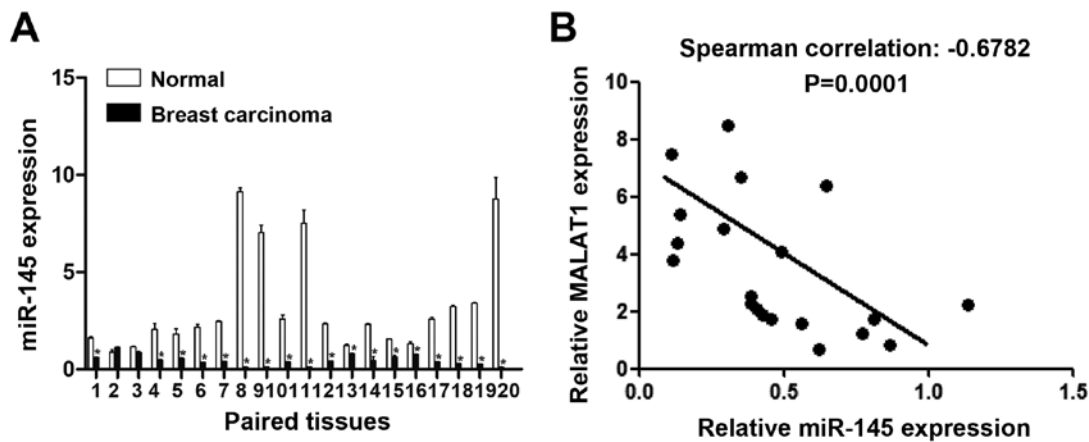 A
Normal
Breast carcinoma
miR-145 expression
15
10
5
0
* * * * * * * * * * * * * * * * * *
1 2 3 4 5 6 7 8 9 10 11 12 13 14 15 16 17 18 19 20
Paired tissues
B
Spearman correlation: -0.6782
P=0.0001
Relative MALAT1 expression
10
8
6
4
2
0
0.0 0.5 1.0 1.5
Relative miR-145 expression